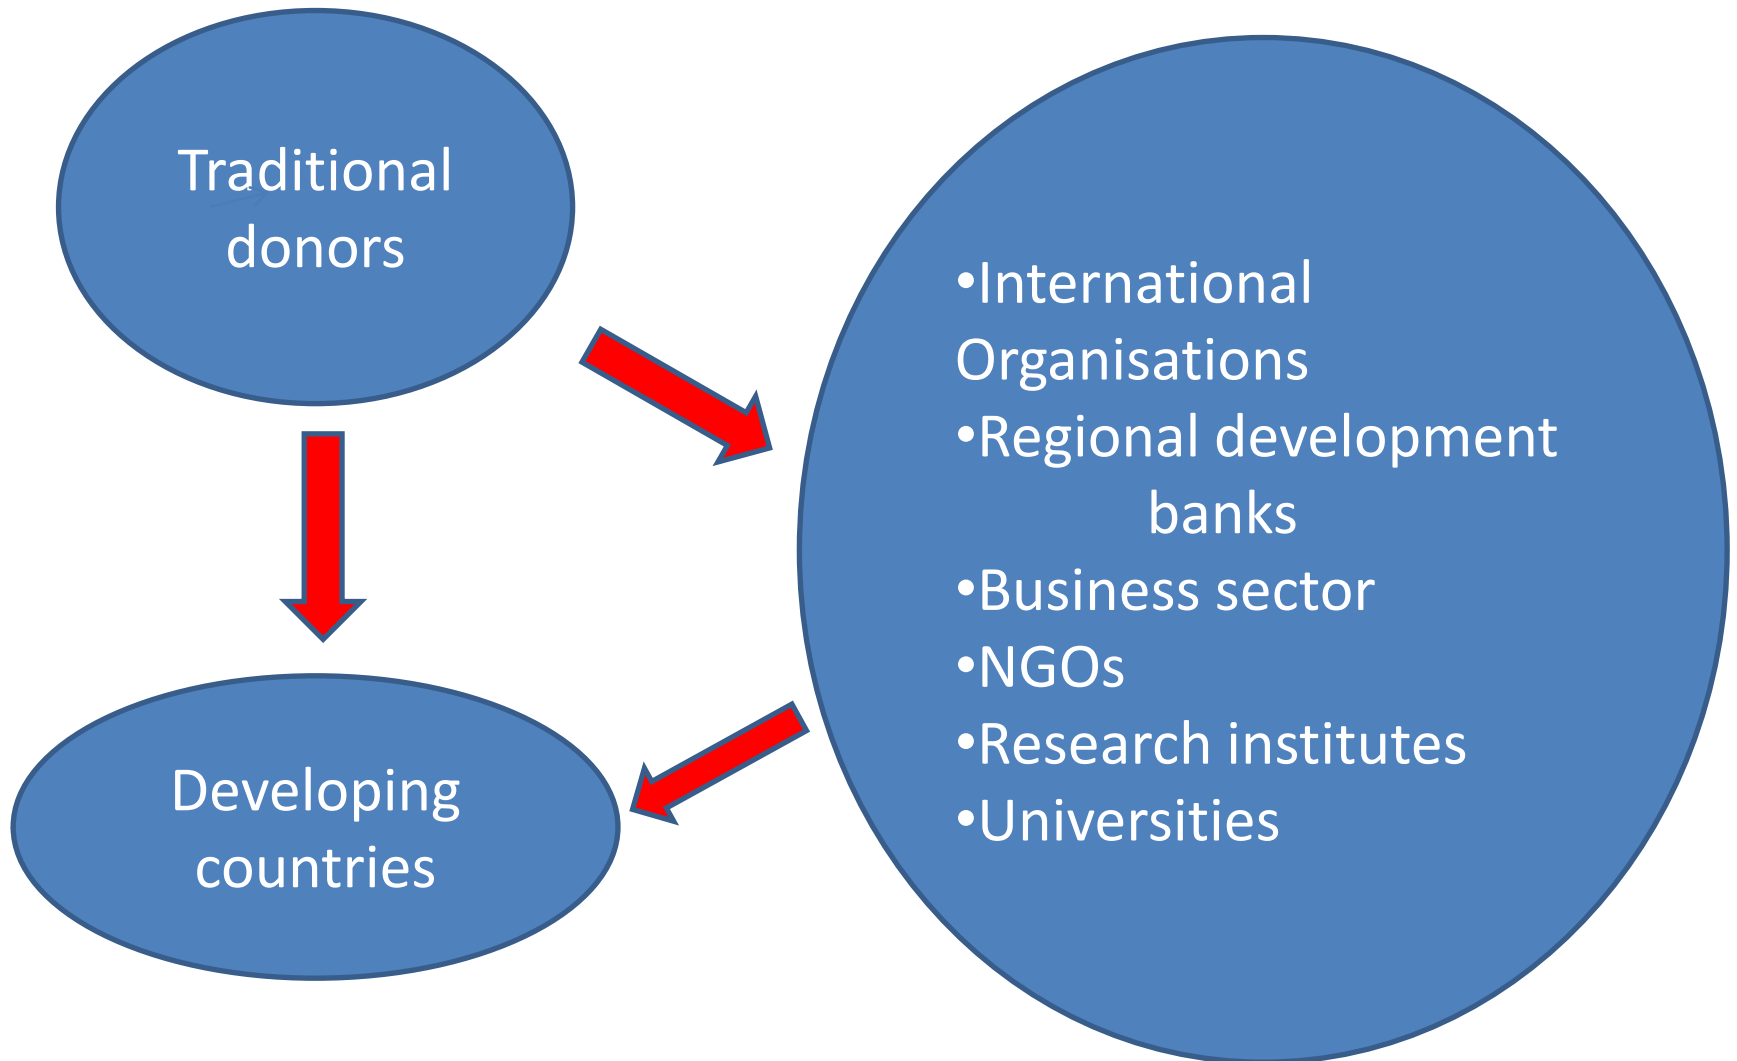 Traditional
donors
•International
Organisations
•Regional development
banks
•Business sector
•NGOs
•Research institutes
•Universities
Developing
countries